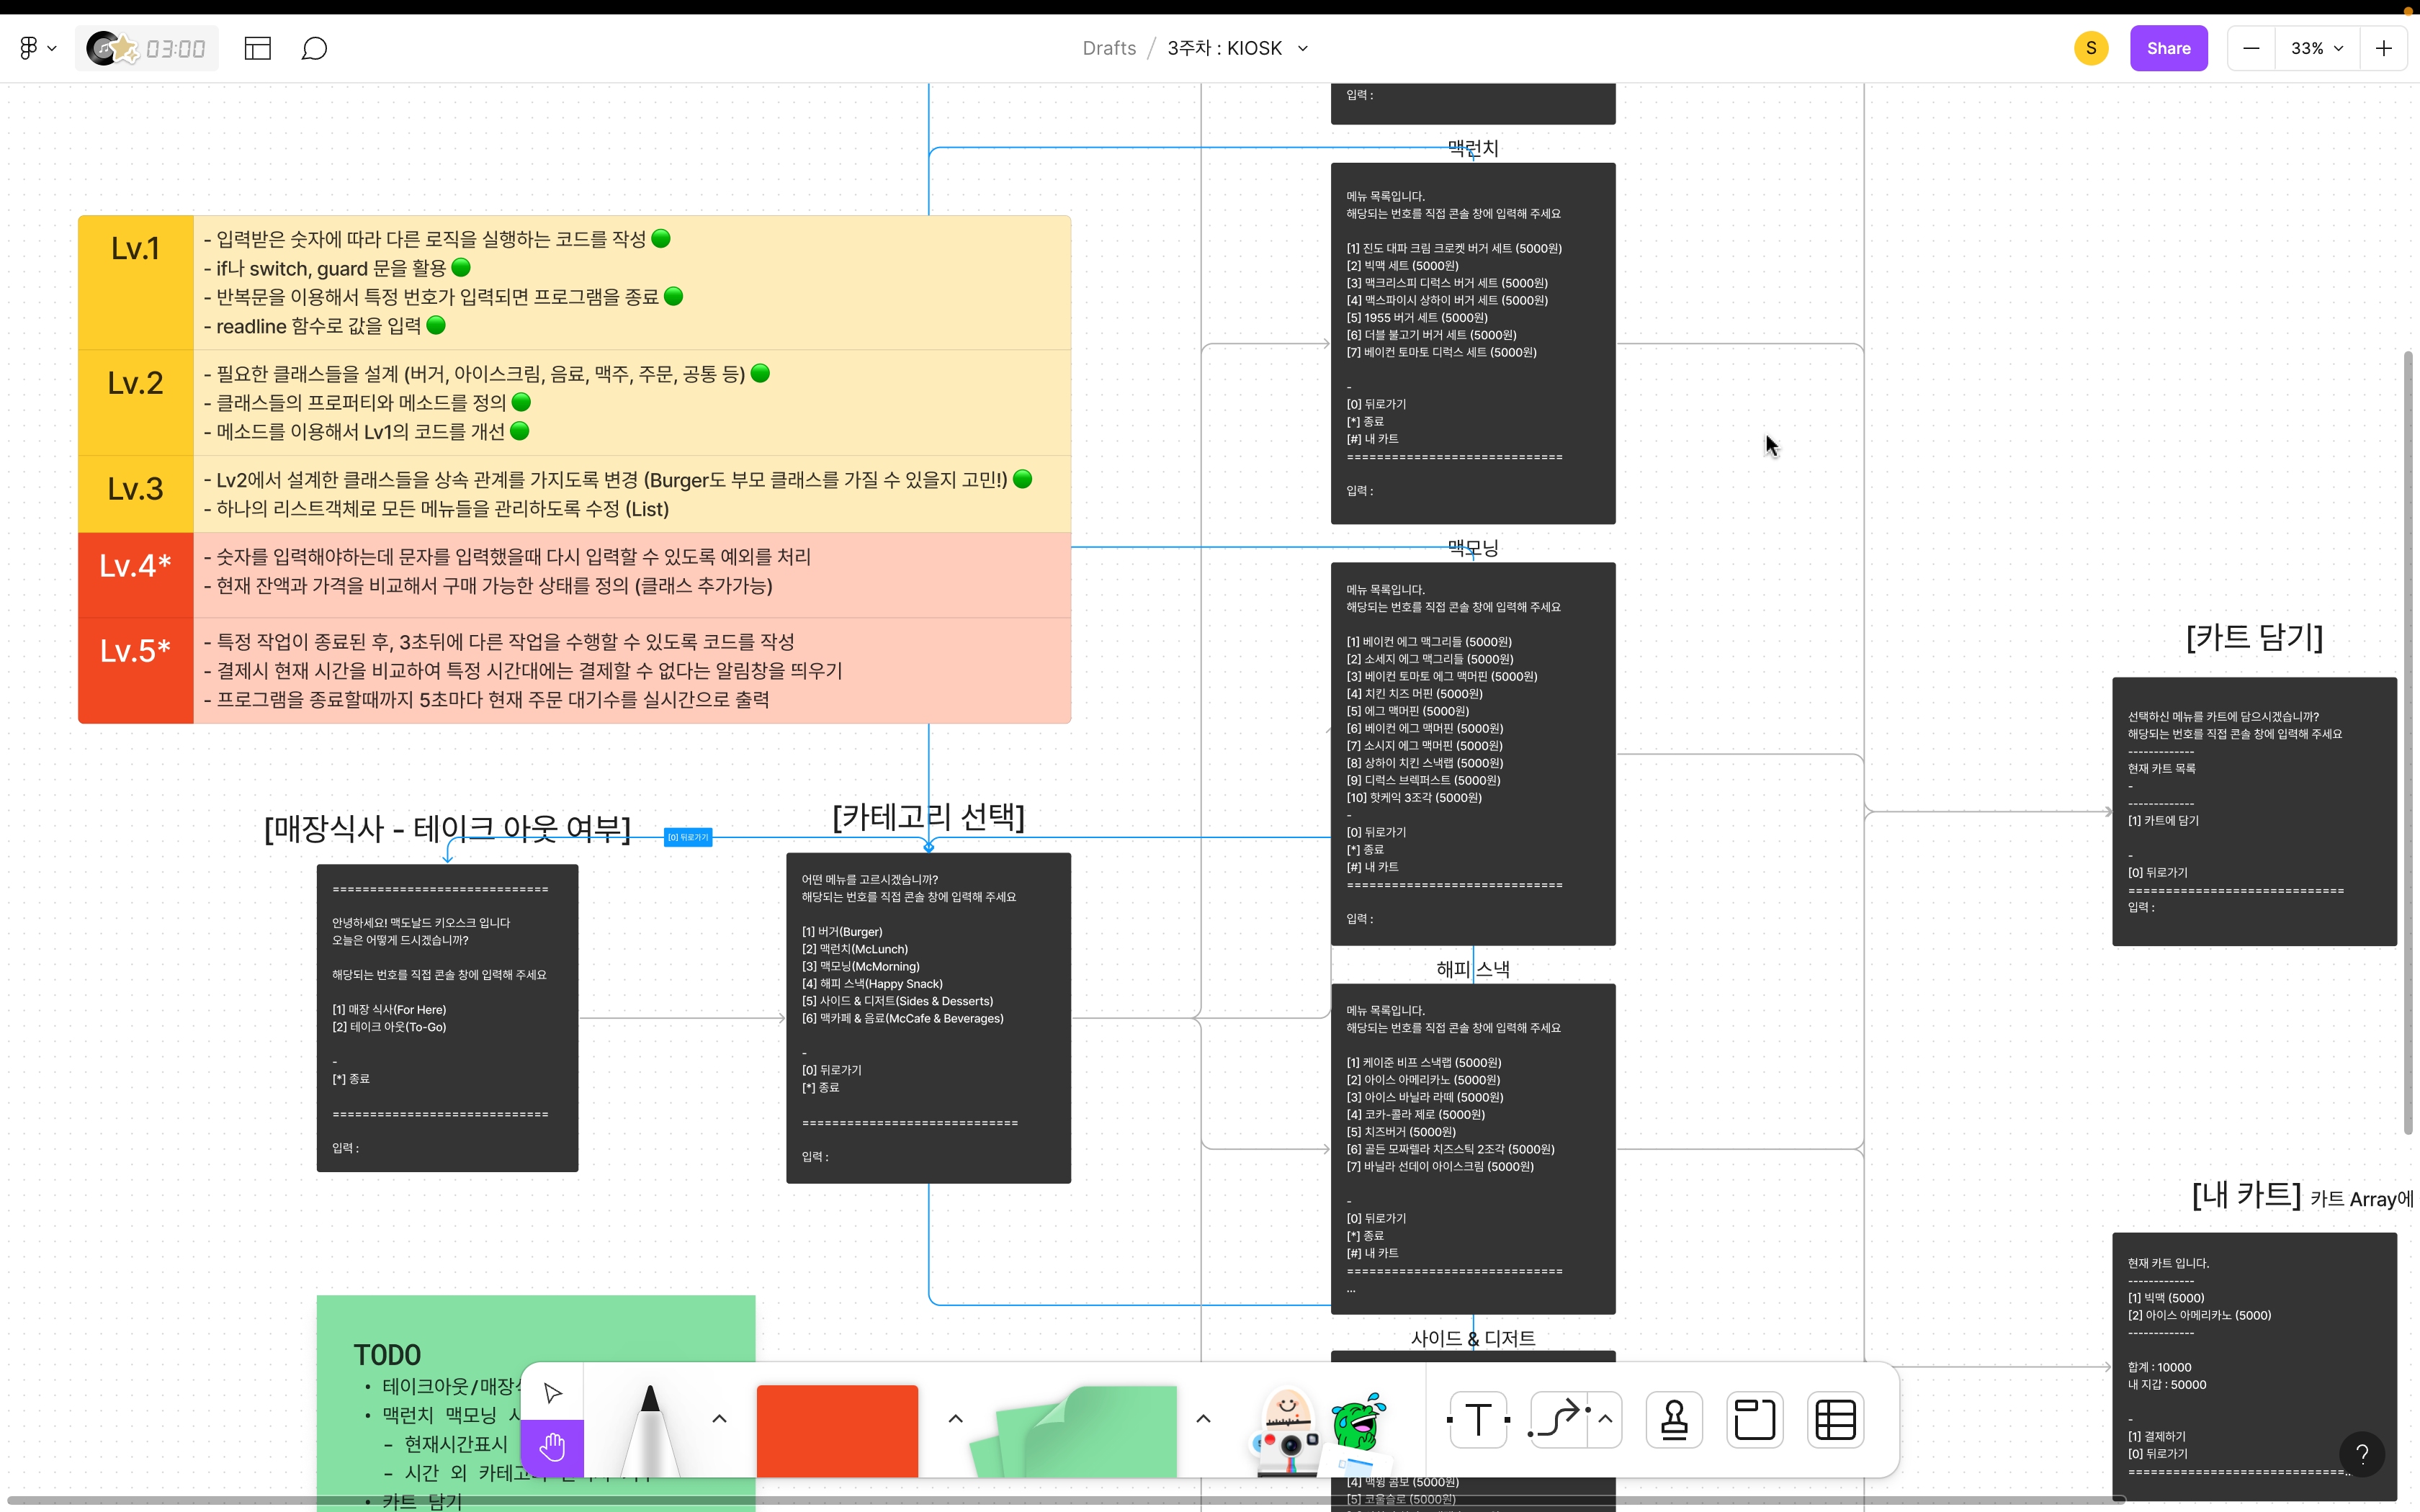 03:00
Drafts / 3주차 : KIOSK
S
Share
33%
Lv.1
- 입력받은 숫자에 따라 다른 로직을 실행하는 코드를 작성
- if나 switch, guard 문을 활용
- 반복문을 이용해서 특정 번호가 입력되면 프로그램을 종료
- readline 함수로 값을 입력
Lv.2
- 필요한 클래스들을 설계 (버거, 아이스크림, 음료, 맥주, 주문, 공통 등)
- 클래스들의 프로퍼티와 메소드를 정의
- 메소드를 이용해서 Lv1의 코드를 개선
Lv.3
- Lv2에서 설계한 클래스들을 상속 관계를 가지도록 변경 (Burger도 부모 클래스를 가질 수 있을지 고민!)
- 하나의 리스트객체로 모든 메뉴들을 관리하도록 수정 (List)
Lv.4*
- 숫자를 입력해야하는데 문자를 입력했을때 다시 입력할 수 있도록 예외를 처리
- 현재 잔액과 가격을 비교해서 구매 가능한 상태를 정의 (클래스 추가가능)
Lv.5*
- 특정 작업이 종료된 후, 3초뒤에 다른 작업을 수행할 수 있도록 코드를 작성
- 결제시 현재 시간을 비교하여 특정 시간대에는 결제할 수 없다는 알림창을 띄우기
- 프로그램을 종료할때까지 5초마다 현재 주문 대기수를 실시간으로 출력
[매장식사 - 테이크 아웃 여부]
[0] 뒤로가기
=============================
안녕하세요! 맥도날드 키오스크 입니다
오늘은 어떻게 드시겠습니까?
해당되는 번호를 직접 콘솔 창에 입력해 주세요
[1] 매장 식사(For Here)
[2] 테이크 아웃(To-Go)
-
[*] 종료
=============================
입력 :
[카테고리 선택]
어떤 메뉴를 고르시겠습니까?
해당되는 번호를 직접 콘솔 창에 입력해 주세요
[1] 버거(Burger)
[2] 맥런치(McLunch)
[3] 맥모닝(McMorning)
[4] 해피 스낵(Happy Snack)
[5] 사이드 & 디저트(Sides & Desserts)
[6] 맥카페 & 음료(McCafe & Beverages)
-
[0] 뒤로가기
[*] 종료
=============================
입력 :
입력 :
맥런치
메뉴 목록입니다.
해당되는 번호를 직접 콘솔 창에 입력해 주세요
[1] 진도 대파 크림 크로켓 버거 세트 (5000원)
[2] 빅맥 세트 (5000원)
[3] 맥크리스피 디럭스 버거 세트 (5000원)
[4] 맥스파이시 상하이 버거 세트 (5000원)
[5] 1955 버거 세트 (5000원)
[6] 더블 불고기 버거 세트 (5000원)
[7] 베이컨 토마토 디럭스 세트 (5000원)
-
[0] 뒤로가기
[*] 종료
[#] 내 카트
=============================
입력 :
맥모닝
메뉴 목록입니다.
해당되는 번호를 직접 콘솔 창에 입력해 주세요
[1] 베이컨 에그 맥그리들 (5000원)
[2] 소세지 에그 맥그리들 (5000원)
[3] 베이컨 토마토 에그 맥머핀 (5000원)
[4] 치킨 치즈 머핀 (5000원)
[5] 에그 맥머핀 (5000원)
[6] 베이컨 에그 맥머핀 (5000원)
[7] 소시지 에그 맥머핀 (5000원)
[8] 상하이 치킨 스낵랩 (5000원)
[9] 디럭스 브렉퍼스트 (5000원)
[10] 핫케익 3조각 (5000원)
-
[0] 뒤로가기
[*] 종료
[#] 내 카트
=============================
입력 :
해피 스낵
메뉴 목록입니다.
해당되는 번호를 직접 콘솔 창에 입력해 주세요
[1] 케이준 비프 스낵랩 (5000원)
[2] 아이스 아메리카노 (5000원)
[3] 아이스 바닐라 라떼 (5000원)
[4] 코카-콜라 제로 (5000원)
[5] 치즈버거 (5000원)
[6] 골든 모짜렐라 치즈스틱 2조각 (5000원)
[7] 바닐라 선데이 아이스크림 (5000원)
-
[0] 뒤로가기
[*] 종료
[#] 내 카트
=============================
...
사이드 & 디저트
[4] 맥윙 콤보 (5000원)
[5] 코울슬로 (5000원)
[카트 담기]
선택하신 메뉴를 카트에 담으시겠습니까?
해당되는 번호를 직접 콘솔 창에 입력해 주세요
-------------
현재 카트 목록
-
-------------
[1] 카트에 담기
-
[0] 뒤로가기
=============================
입력 :
[내 카트] 카트 Array에
현재 카트 입니다.
-------------
[1] 빅맥 (5000)
[2] 아이스 아메리카노 (5000)
-------------
합계 : 10000
내 지갑 : 50000
-
[1] 결제하기
[0] 뒤로가기
=============================
TODO
• 테이크아웃/매장
• 맥런치 맥모닝
- 현재시간표시
- 시간 외
• 카트 담기
T
?